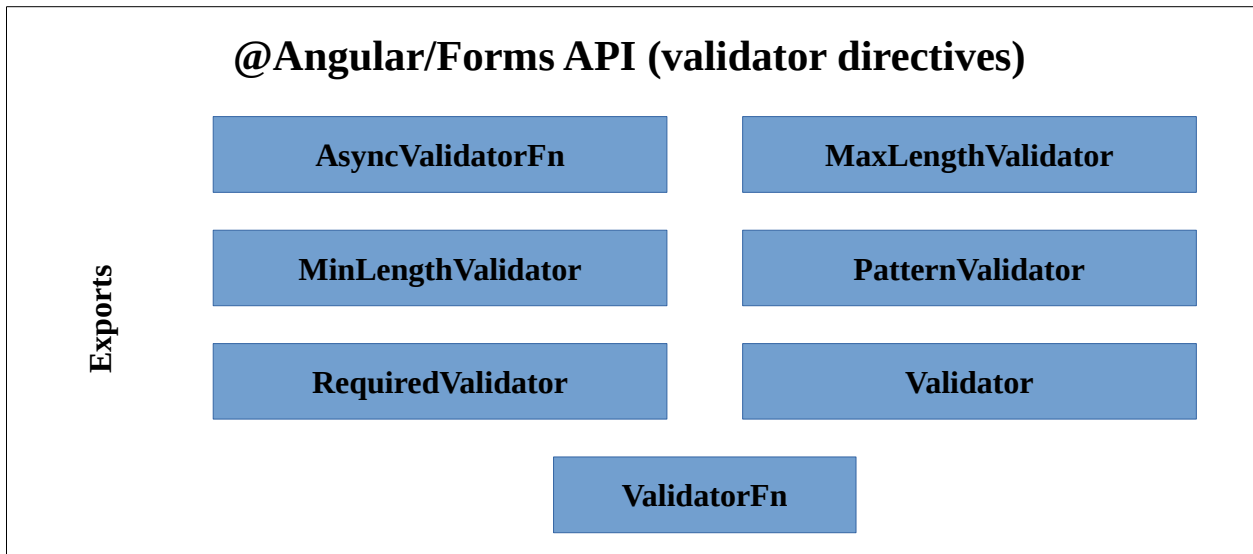 @Angular/Forms API (validator directives)
AsyncValidatorFn
MaxLengthValidator
MinLengthValidator
PatternValidator
Exports
RequiredValidator
Validator
ValidatorFn